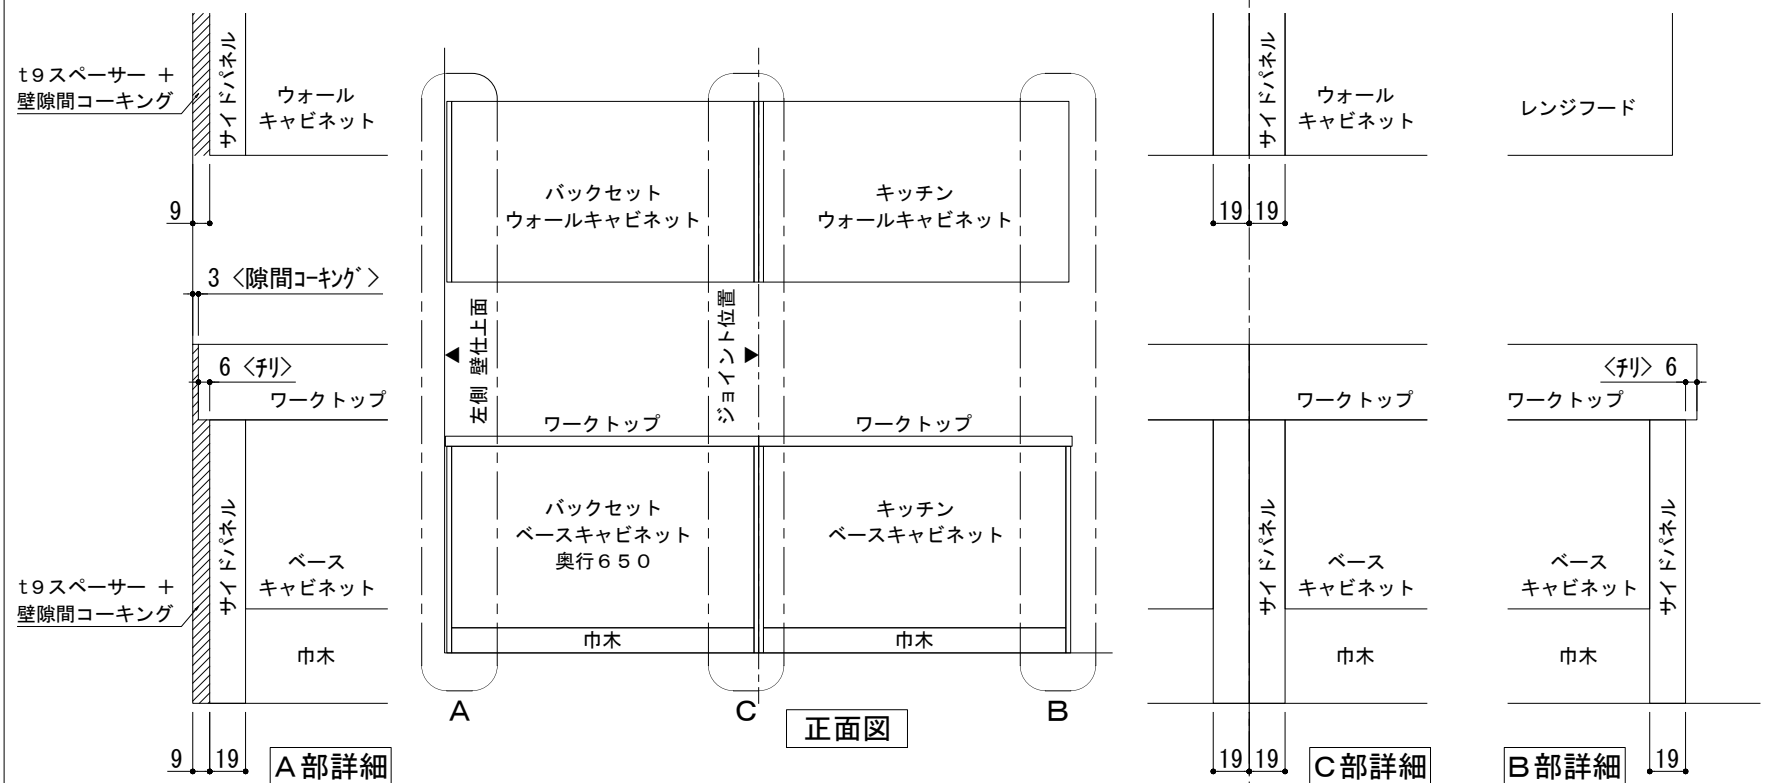 t9スペーサー ＋
壁隙間コーキング
サイドパネル
ウォール
キャビネット
9
3 〈隙間ｺｰｷﾝｸﾞ〉
6 〈ﾁﾘ〉
ワークトップ
t9スペーサー ＋
壁隙間コーキング
サイドパネル
ベース
キャビネット
巾木
9
19
A部詳細
バックセット
ウォールキャビネット
キッチン
ウォールキャビネット
左側 壁仕上面
ジョイント位置
ワークトップ
ワークトップ
バックセット
ベースキャビネット
奥行６５０
キッチン
ベースキャビネット
巾木
巾木
A
C
B
正面図
サイドパネル
ウォール
キャビネット
19
19
ワークトップ
サイドパネル
ベース
キャビネット
巾木
19
19
C部詳細
レンジフード
〈ﾁﾘ〉 6
ワークトップ
ベース
キャビネット
サイドパネル
巾木
19
B部詳細